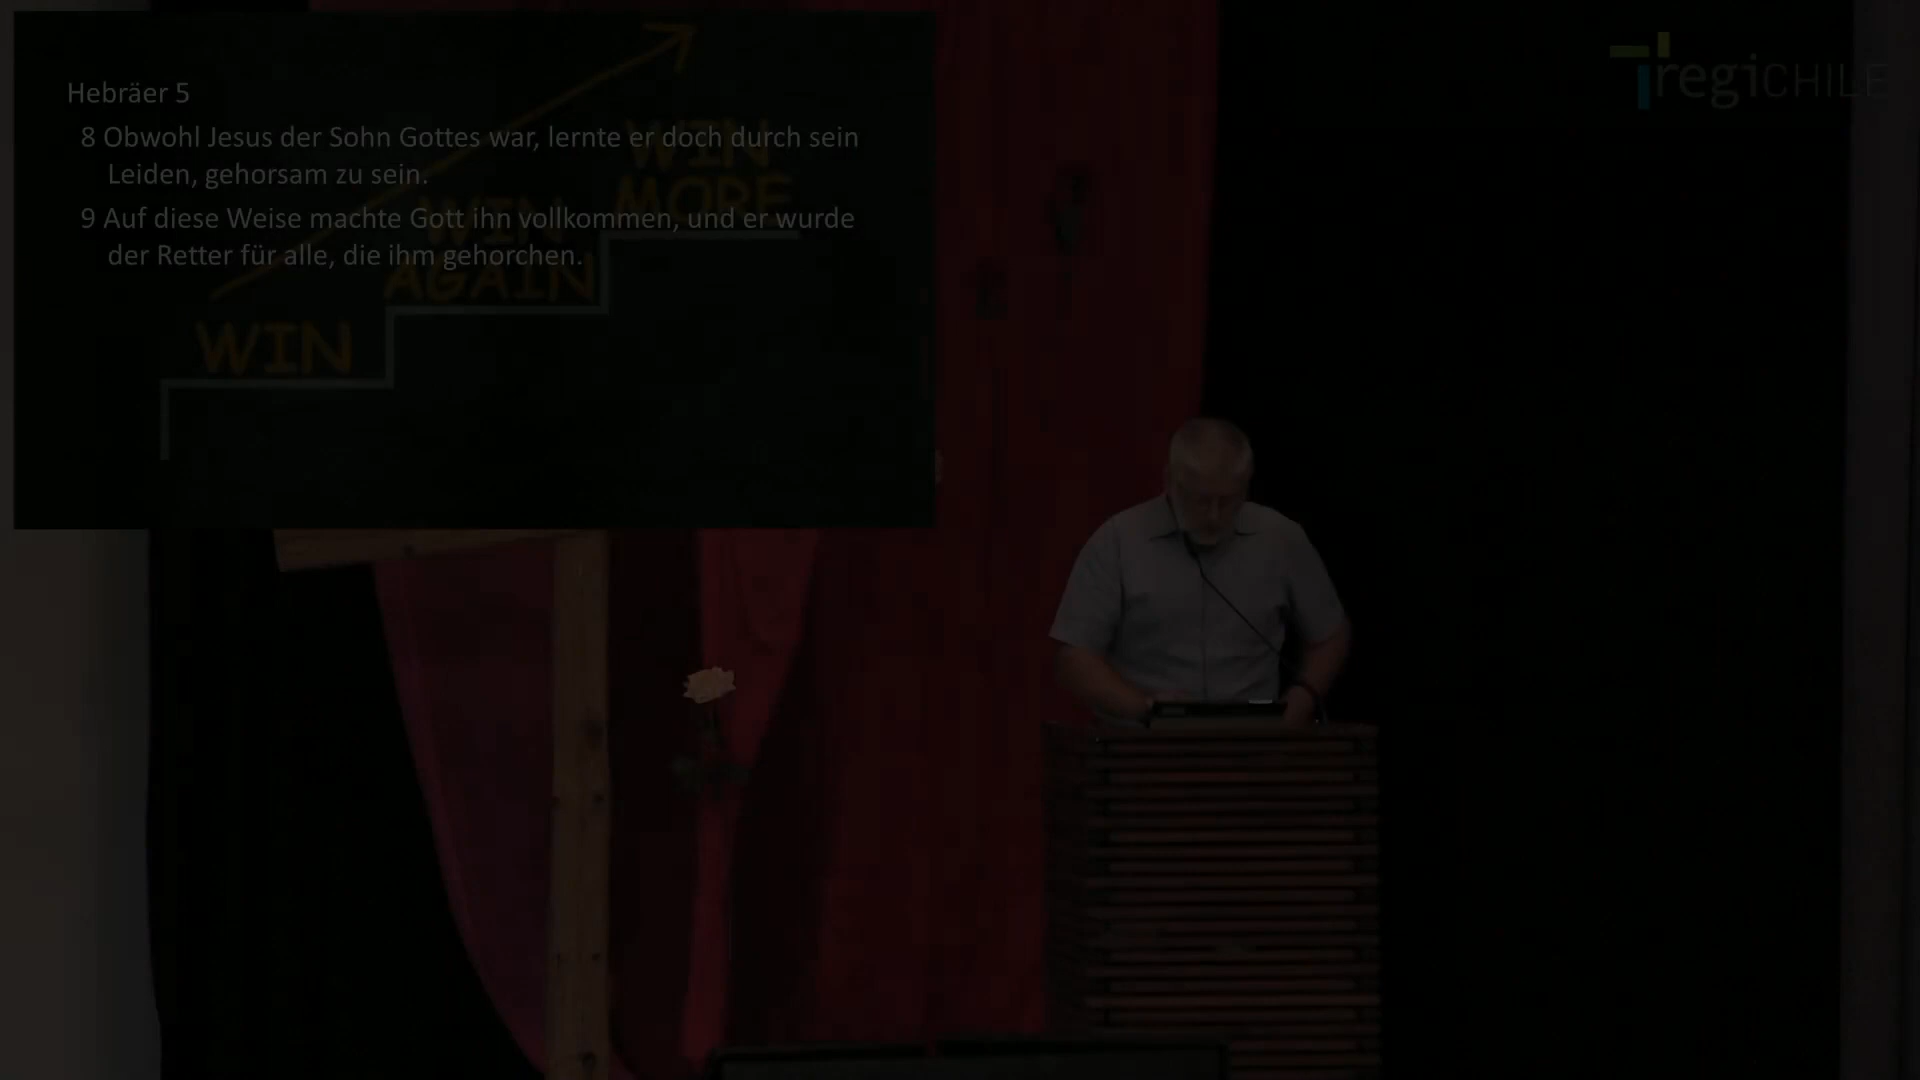 Hebräer 5
8 Obwohl Jesus der Sohn Gottes war, lernte er doch durch sein
Leiden, gehorsam zu sein.
9 Auf diese Weise machte Gott ihn vollkommen, und er wurde
der Retter für alle, die ihm gehorchen.
WIN
WIN
AGAIN
WIN
MORE
regiCHILE